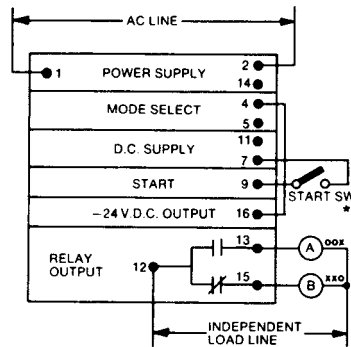 AC LINE
1 POWER SUPPLY 2
14
MODE SELECT 4
5
D.C. SUPPLY 11
7
START 9 START SW
*
−24 V.D.C. OUTPUT 16
RELAY OUTPUT 12 13 A oox
15 B xxo
INDEPENDENT
LOAD LINE